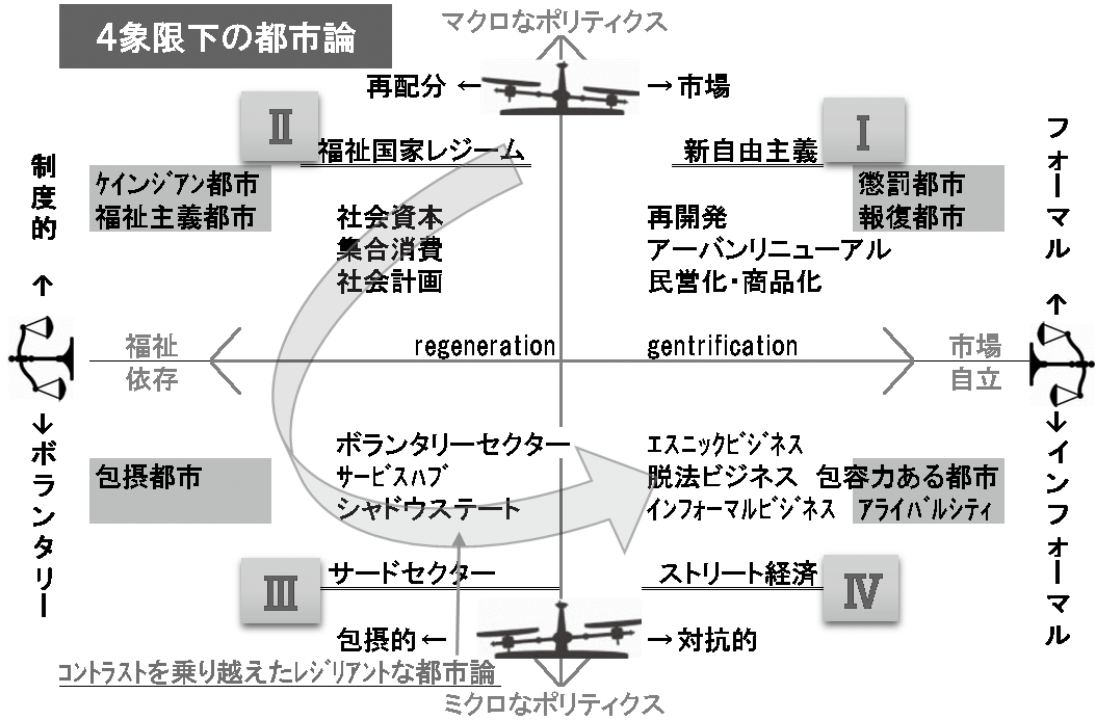 4象限下の都市論
マクロなポリティクス
再配分 ←
→ 市場
Ⅱ
福祉国家レジーム
新自由主義
Ⅰ
制度的
フォーマル
ケインジアン都市
福祉主義都市
懲罰都市
報復都市
社会資本
集合消費
社会計画
再開発
アーバンリニューアル
民営化・商品化
↑
↑
福祉
依存
regeneration
gentrification
市場
自立
↓
↓
ボランタリー
インフォーマル
包摂都市
ボランタリーセクター
サービスハブ
シャドウステート
エスニックビジネス
脱法ビジネス
インフォーマルビジネス
包容力ある都市
アライバルシティ
Ⅲ
サードセクター
ストリート経済
Ⅳ
包摂的 ←
→ 対抗的
コントラストを乗り越えたレジリアントな都市論
ミクロなポリティクス